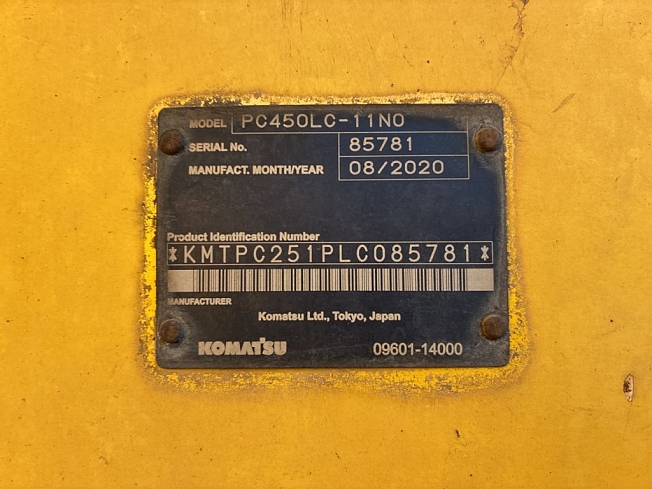 MODEL PC450LC-11N0
SERIAL No. 85781
MANUFACT. MONTH/YEAR 08/2020
Product Identification Number
*KMTPC251PLC085781*
MANUFACTURER
Komatsu Ltd., Tokyo, Japan
KOMATSU 09601-14000